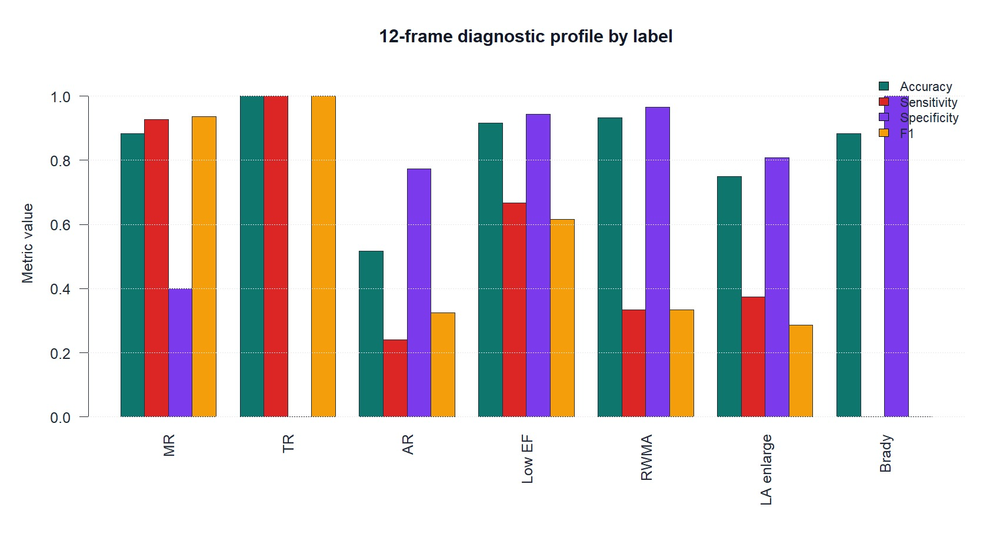 12-frame diagnostic profile by label
Accuracy
Sensitivity
Specificity
F1
Metric value
1.0
0.8
0.6
0.4
0.2
0.0
MR
TR
AR
Low EF
RWMA
LA enlarge
Brady